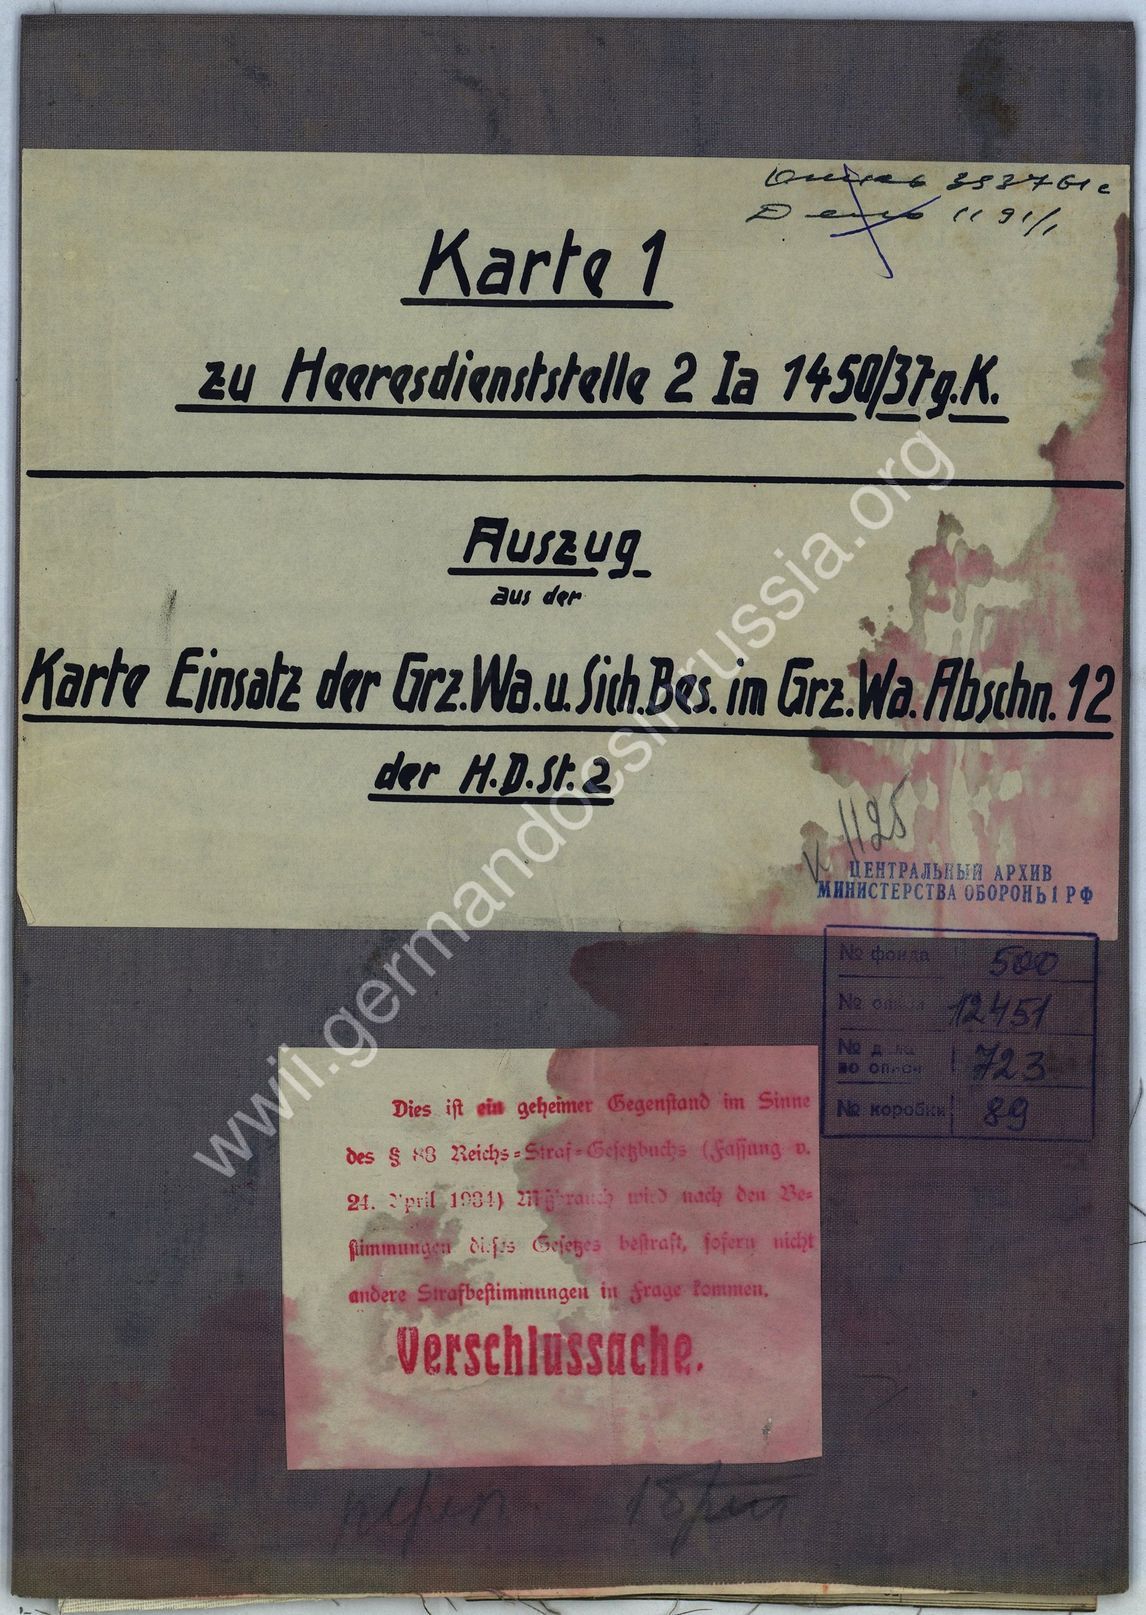 Karte 1
zu Heeresdienststelle 2 Ia 1450/37 g.K.
Auszug
aus der
Karte Einsatz der Grz.Wa.u.Sich.Bes. im Grz.Wa.Abschn. 12
der H.D.St. 2
1125
ЦЕНТРАЛЬНЫЙ АРХИВ
МИНИСТЕРСТВА ОБОРОНЫ РФ
№ фонда 500
№ описи 12451
№ дела
по описи 723
№ коробки 89
Dies ist ein geheimer Gegenstand im Sinne
des § 88 Reichs-Straf-Gesetzbuchs (Fassung v.
24. April 1934) Mißbrauch wird nach den Be-
stimmungen dieses Gesetzes bestraft, sofern nicht
andere Strafbestimmungen in Frage kommen.
Verschlussache.
wwii.germandocsinrussia.org